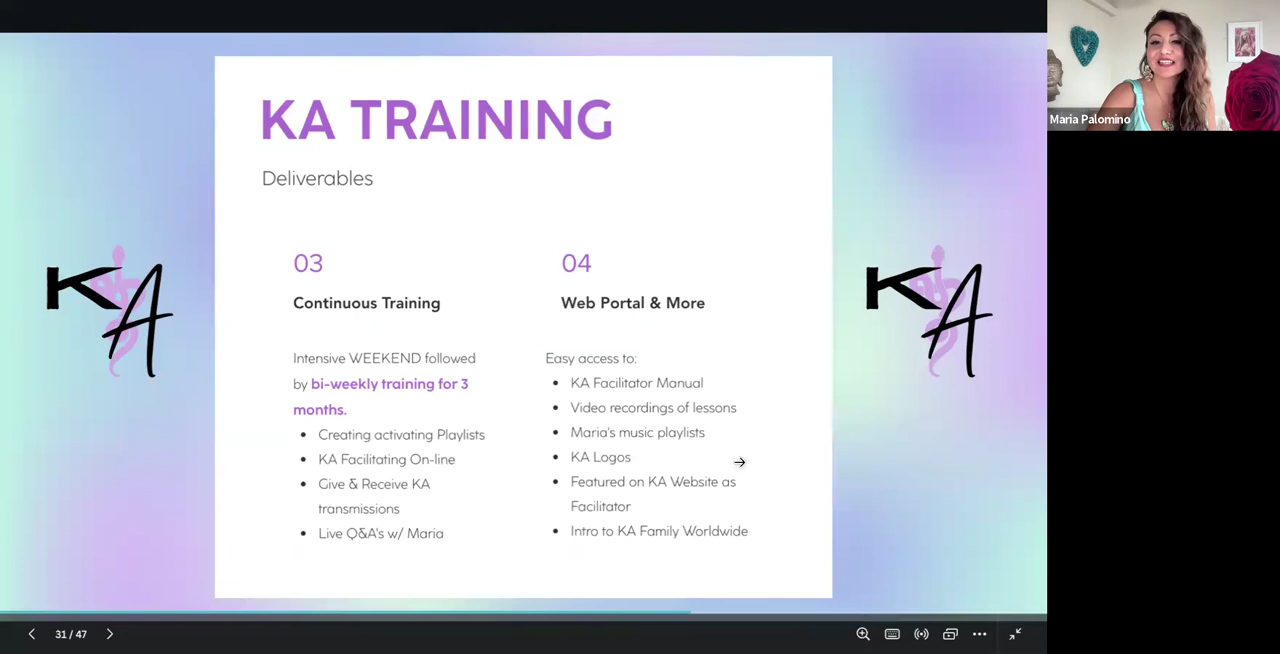 KA TRAINING
Deliverables
03
Continuous Training
Intensive WEEKEND followed
by bi-weekly training for 3
months.
• Creating activating Playlists
• KA Facilitating On-line
• Give & Receive KA
transmissions
• Live Q&A's w/ Maria
04
Web Portal & More
Easy access to:
• KA Facilitator Manual
• Video recordings of lessons
• Maria's music playlists
• KA Logos
• Featured on KA Website as
Facilitator
• Intro to KA Family Worldwide
KA
KA
Maria Palomino
31 / 47